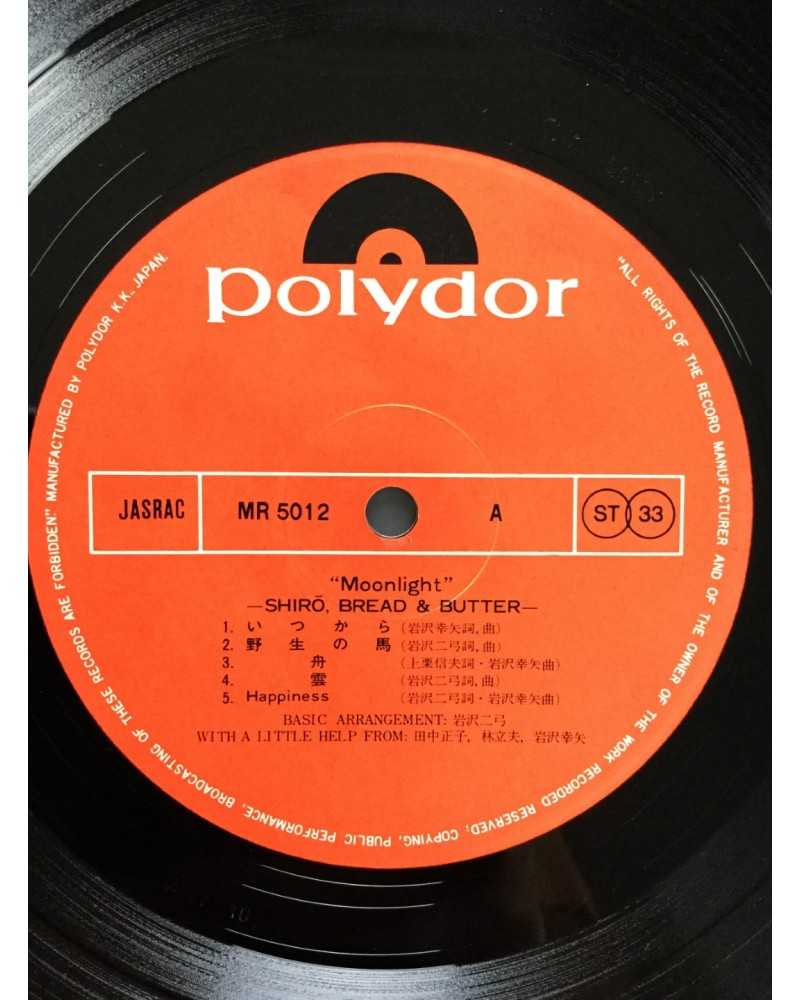 polydor
JASRAC MR 5012 A ST 33
"Moonlight"
—SHIRŌ, BREAD & BUTTER—
1. いつから (岩沢幸矢詞,曲)
2. 野生の馬 (岩沢二弓詞,曲)
3. 舟 (上栗信夫詞・岩沢幸矢曲)
4. 雲 (岩沢二弓詞,曲)
5. Happiness (岩沢二弓詞・岩沢幸矢曲)
BASIC ARRANGEMENT: 岩沢二弓
WITH A LITTLE HELP FROM: 田中正子, 林立夫, 岩沢幸矢
"ALL RIGHTS OF THE RECORD MANUFACTURER AND OF THE OWNER OF THE WORK RECORDED RESERVED, COPYING, PUBLIC PERFORMANCE, BROADCASTING OF THESE RECORDS ARE FORBIDDEN." MANUFACTURED BY POLYDOR K.K., JAPAN.